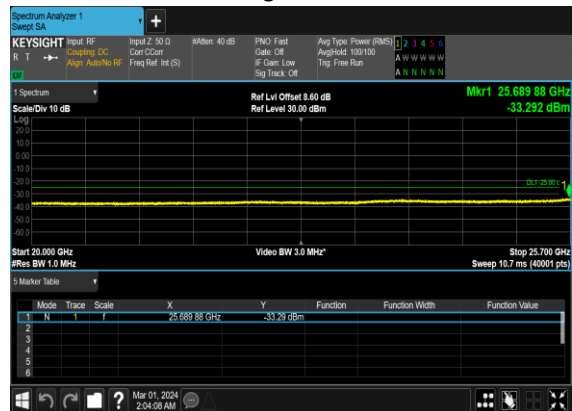 Spectrum Analyzer 1
Swept SA
+
KEYSIGHT Input: RF Input Z: 50 Ω #Atten: 40 dB PNO: Fast Avg Type: Power (RMS) 1 2 3 4 5 6
R T Coupling: DC Corr CCorr Gate: Off Avg|Hold: 100/100 A W W W W W
Align: Auto/No RF Freq Ref: Int (S) IF Gain: Low Trig: Free Run
Sig Track: Off A N N N N N
1 Spectrum Ref Lvl Offset 8.60 dB Mkr1 25.689 88 GHz
Scale/Div 10 dB Ref Level 30.00 dBm -33.292 dBm
Log
20.0
10.0
0.00
-10.0
-20.0
-30.0
-40.0
-50.0
-60.0
1
Start 20.000 GHz Video BW 3.0 MHz* Stop 25.700 GHz
#Res BW 1.0 MHz Sweep 10.7 ms (40001 pts)
5 Marker Table
Mode Trace Scale X Y Function Function Width Function Value
1 N 1 f 25.689 88 GHz -33.29 dBm
2
3
4
5
6
? Mar 01, 2024
2:04:08 AM